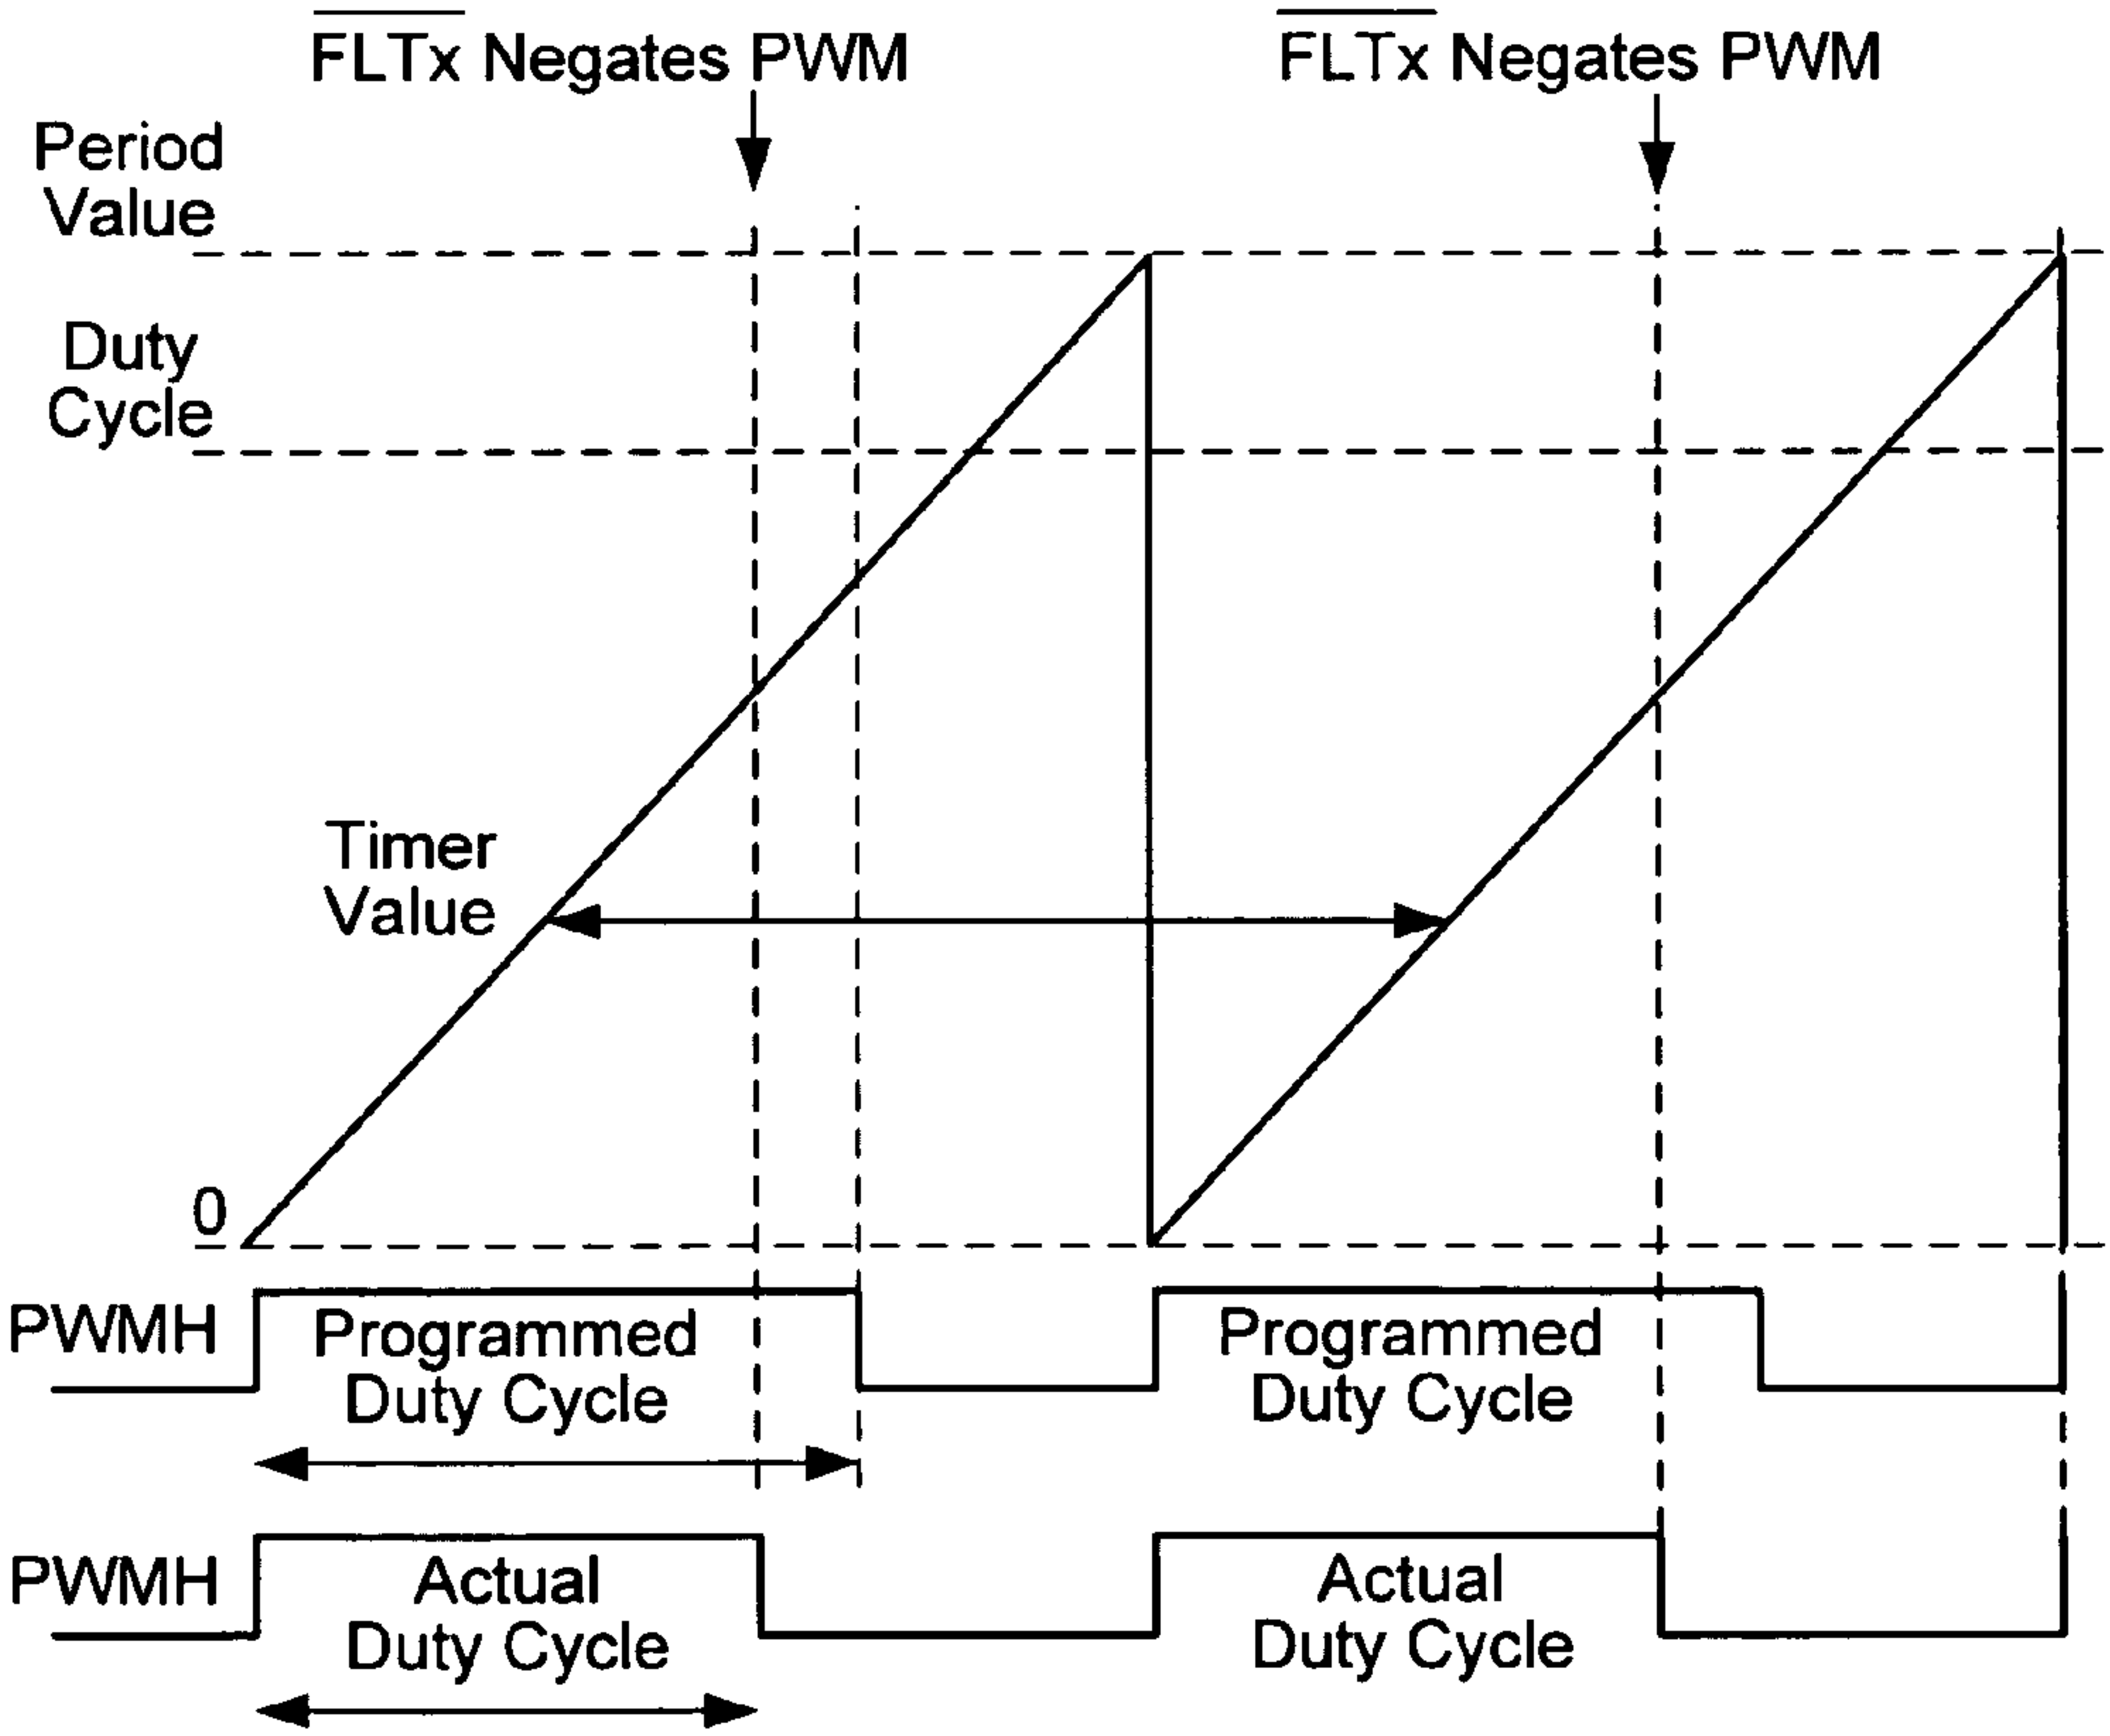 FLTx Negates PWM
FLTx Negates PWM
Period
Value
Duty
Cycle
Timer
Value
0
PWMH
Programmed
Duty Cycle
Programmed
Duty Cycle
PWMH
Actual
Duty Cycle
Actual
Duty Cycle